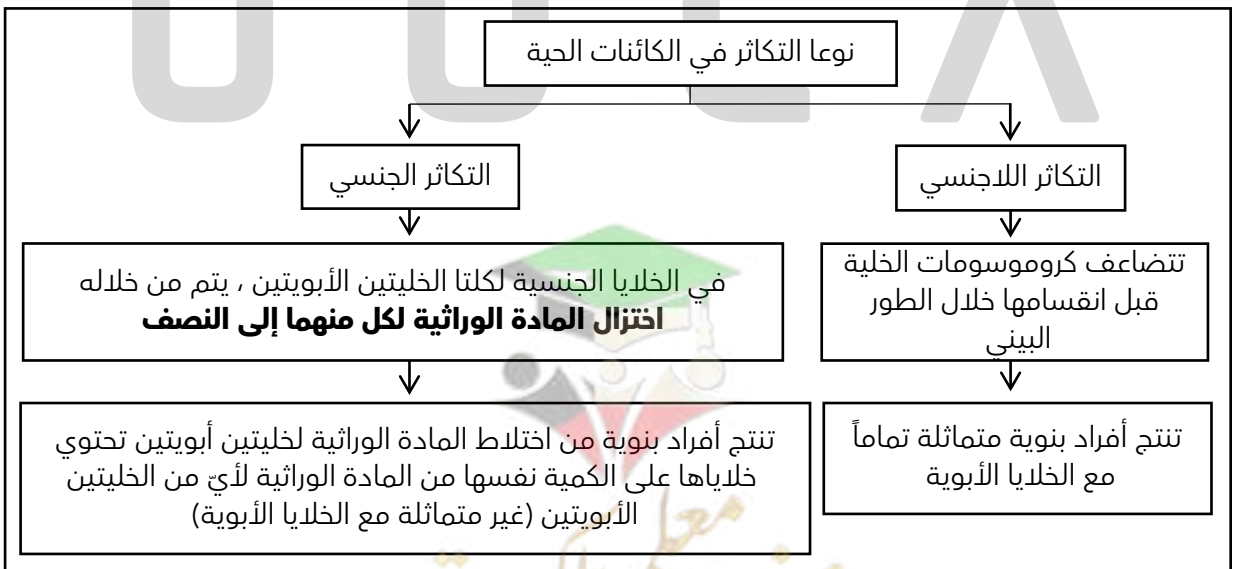 نوعا التكاثر في الكائنات الحية
التكاثر اللاجنسي
التكاثر الجنسي
تتضاعف كروموسومات الخلية
قبل انقسامها خلال الطور
البيني
في الخلايا الجنسية لكلتا الخليتين الأبويتين ، يتم من خلاله
اختزال المادة الوراثية لكل منهما إلى النصف
تنتج أفراد بنوية متماثلة تماماً
مع الخلايا الأبوية
تنتج أفراد بنوية من اختلاط المادة الوراثية لخليتين أبويتين تحتوي
خلاياها على الكمية نفسها من المادة الوراثية لأيّ من الخليتين
الأبويتين (غير متماثلة مع الخلايا الأبوية)